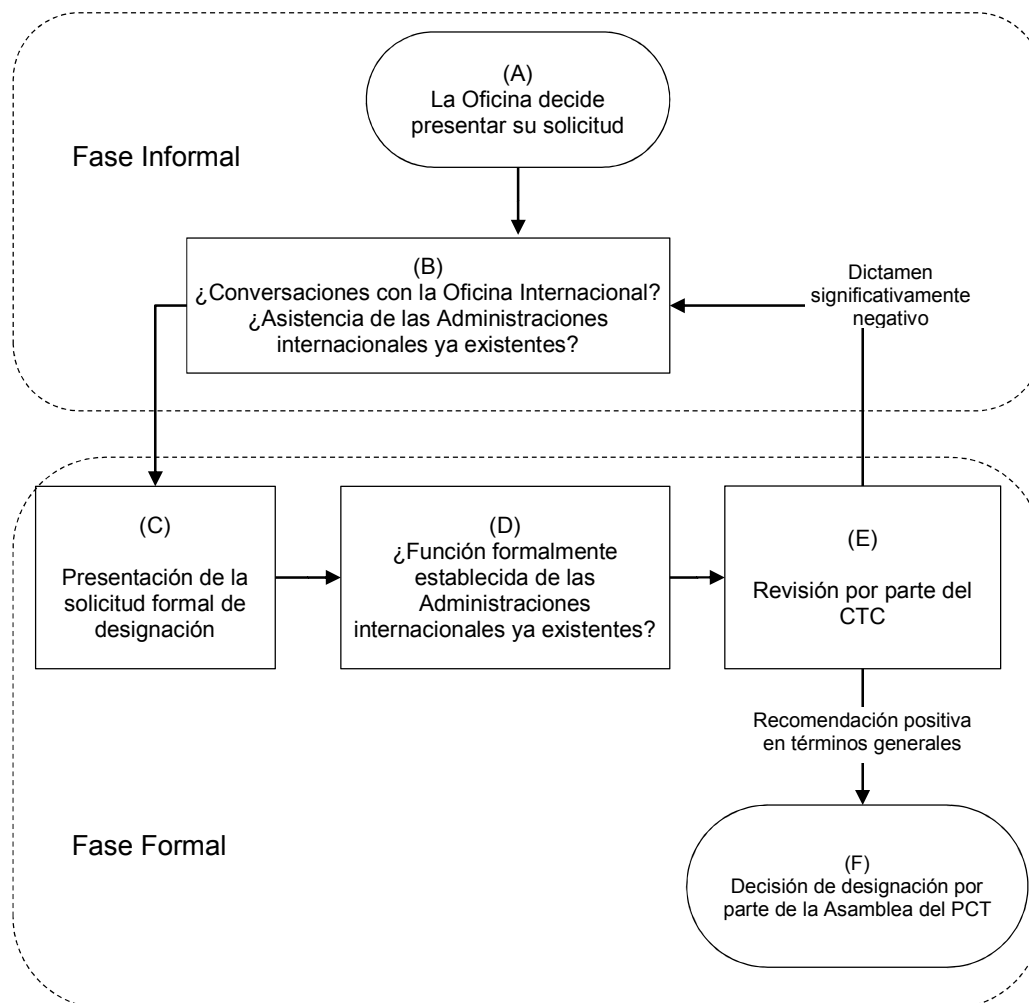 (A)
La Oficina decide
presentar su solicitud
Fase Informal
(B)
¿Conversaciones con la Oficina Internacional?
¿Asistencia de las Administraciones
internacionales ya existentes?
Dictamen
significativamente
negativo
(C)
Presentación de la
solicitud formal de
designación
(D)
¿Función formalmente
establecida de las
Administraciones
internacionales ya existentes?
(E)
Revisión por parte del
CTC
Recomendación positiva
en términos generales
Fase Formal
(F)
Decisión de designación por
parte de la Asamblea del PCT